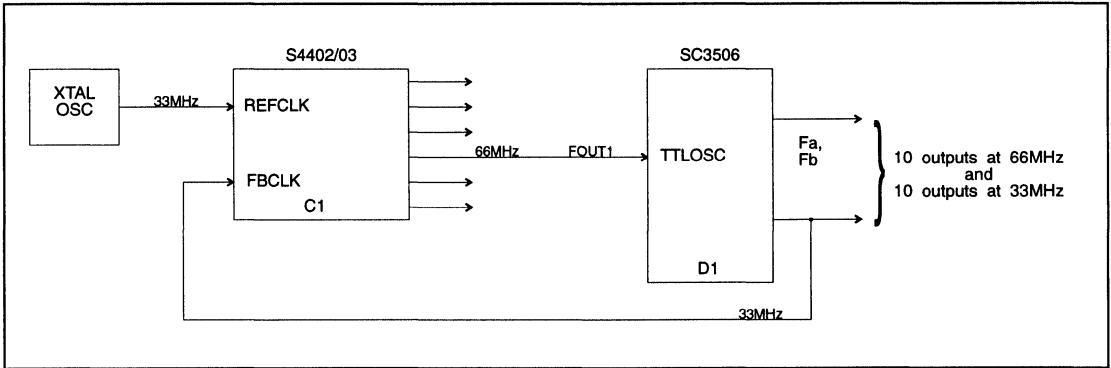 S4402/03
SC3506
XTAL
OSC
33MHz
REFCLK
66MHz
FOUT1
TTLOSC
Fa,
Fb
10 outputs at 66MHz
and
10 outputs at 33MHz
FBCLK
C1
D1
33MHz